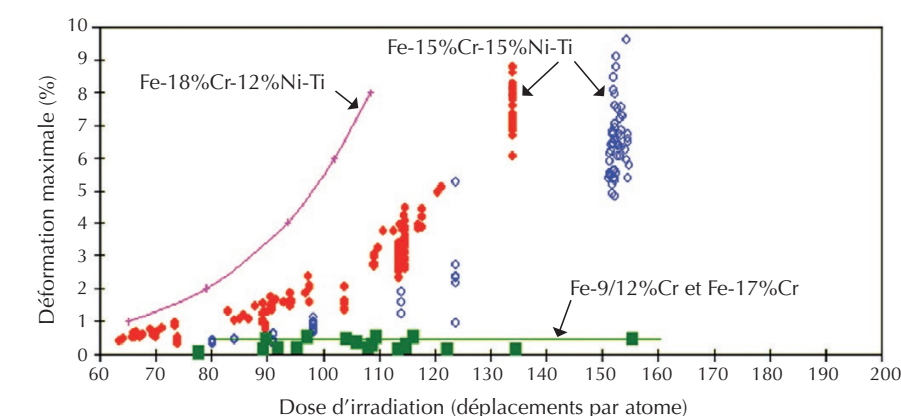 10
9
8
7
6
5
4
3
2
1
0
Déformation maximale (%)
Fe-18%Cr-12%Ni-Ti
Fe-15%Cr-15%Ni-Ti
Fe-9/12%Cr et Fe-17%Cr
60 70 80 90 100 110 120 130 140 150 160 170 180 190 200
Dose d'irradiation (déplacements par atome)